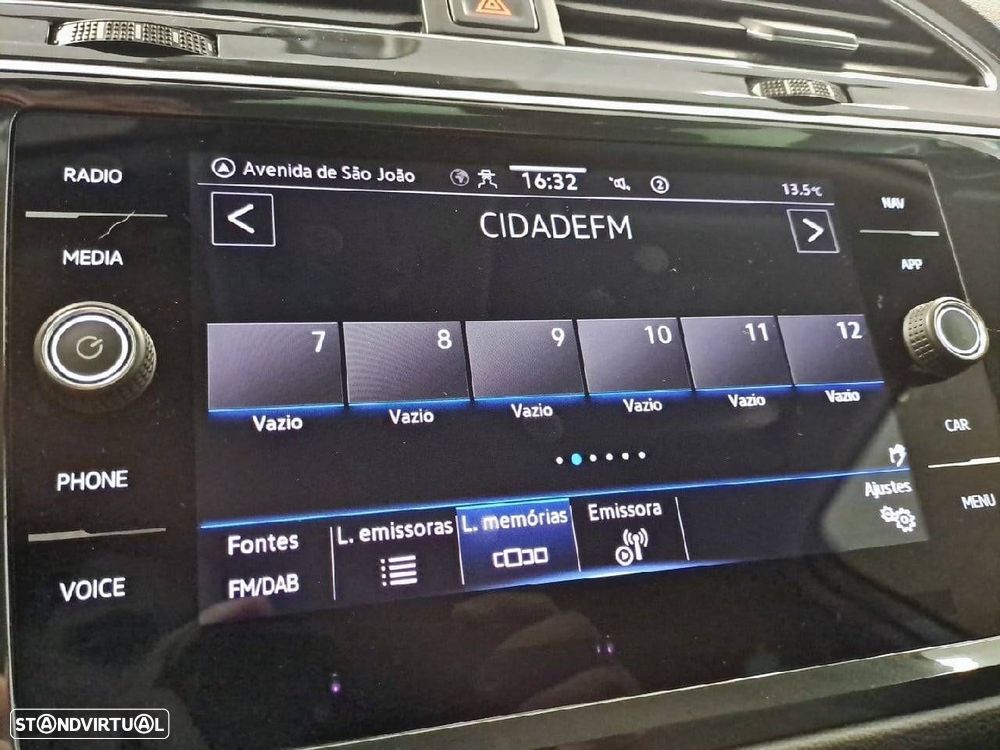 RADIO
MEDIA
PHONE
VOICE
Avenida de São João
16:32
2
13.5°C
CIDADEFM
7 8 9 10 11 12
Vazio Vazio Vazio Vazio Vazio Vazio
Ajustes
Fontes
FM/DAB
L. emissoras
L. memórias
Emissora
NAV
APP
CAR
MENU
STANDVIRTUAL